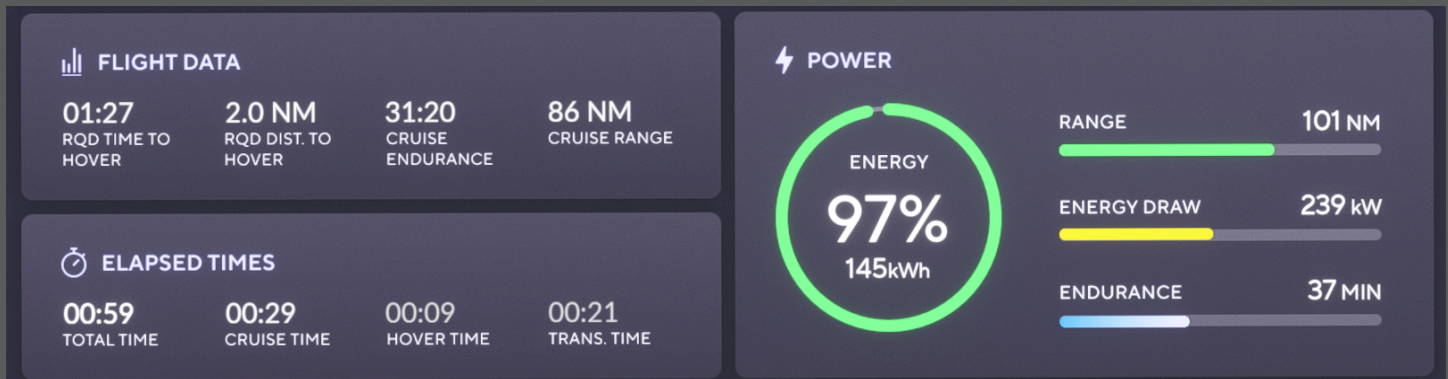 FLIGHT DATA
01:27
RQD TIME TO
HOVER
2.0 NM
RQD DIST. TO
HOVER
31:20
CRUISE
ENDURANCE
86 NM
CRUISE RANGE
ELAPSED TIMES
00:59
TOTAL TIME
00:29
CRUISE TIME
00:09
HOVER TIME
00:21
TRANS. TIME
POWER
ENERGY
97%
145kWh
RANGE 101 NM
ENERGY DRAW 239 kW
ENDURANCE 37 MIN